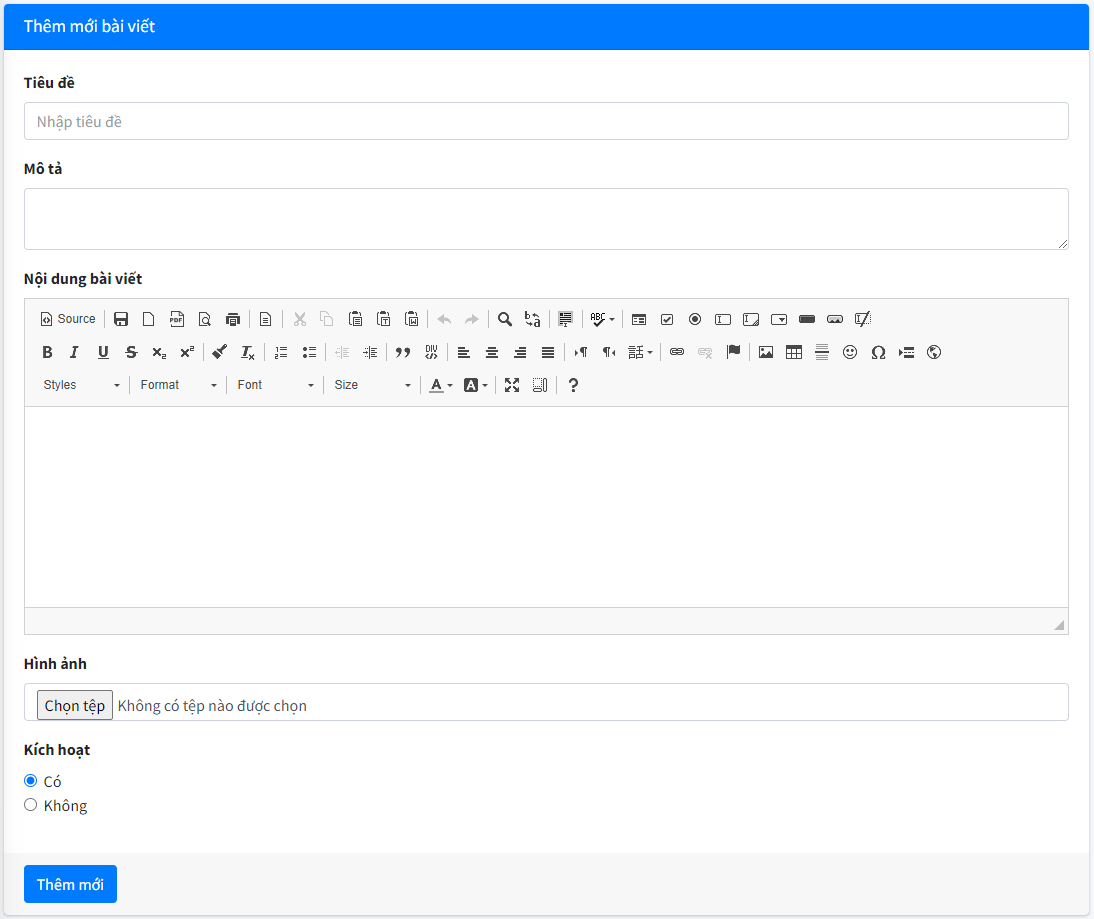 Thêm mới bài viết
Tiêu đề
Nhập tiêu đề
Mô tả
Nội dung bài viết
Source
Styles Format Font Size
Hình ảnh
Chọn tệp Không có tệp nào được chọn
Kích hoạt
Có
Không
Thêm mới